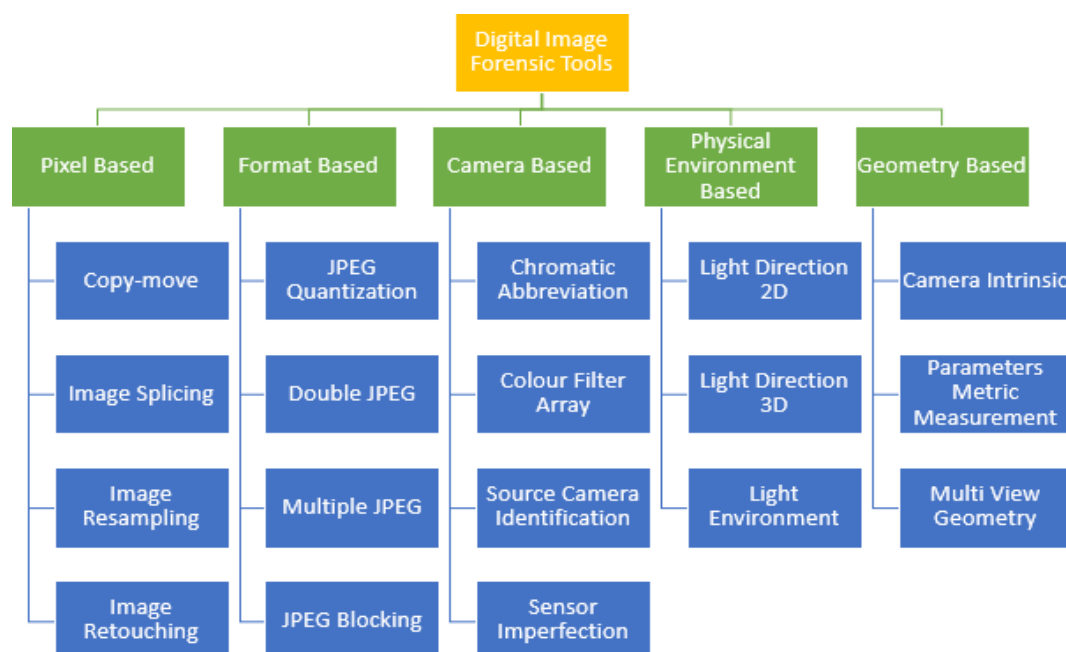 Digital Image
Forensic Tools
Pixel Based
Format Based
Camera Based
Physical
Environment
Based
Geometry Based
Copy-move
Image Splicing
Image
Resampling
Image
Retouching
JPEG
Quantization
Double JPEG
Multiple JPEG
JPEG Blocking
Chromatic
Abbreviation
Colour Filter
Array
Source Camera
Identification
Sensor
Imperfection
Light Direction
2D
Light Direction
3D
Light
Environment
Camera Intrinsic
Parameters
Metric
Measurement
Multi View
Geometry